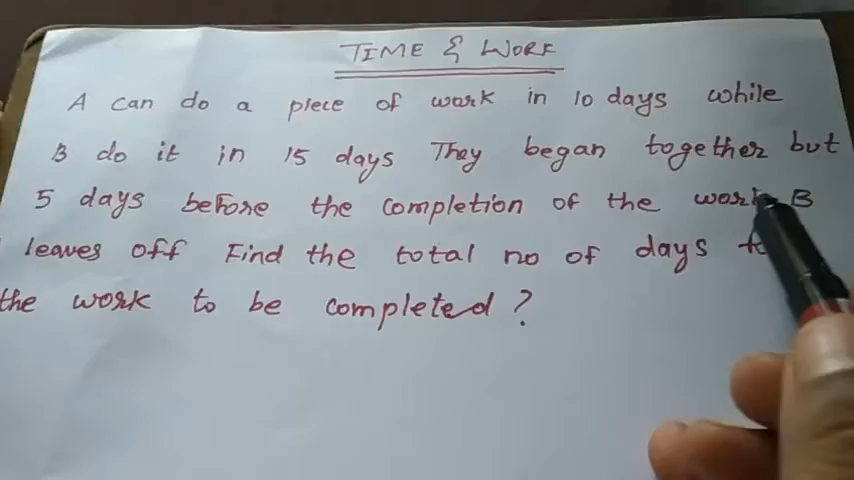 TIME & WORK
A can do a piece of work in 10 days while
B do it in 15 days They began together but
5 days before the completion of the work B
leaves off Find the total no of days
the work to be completed ?